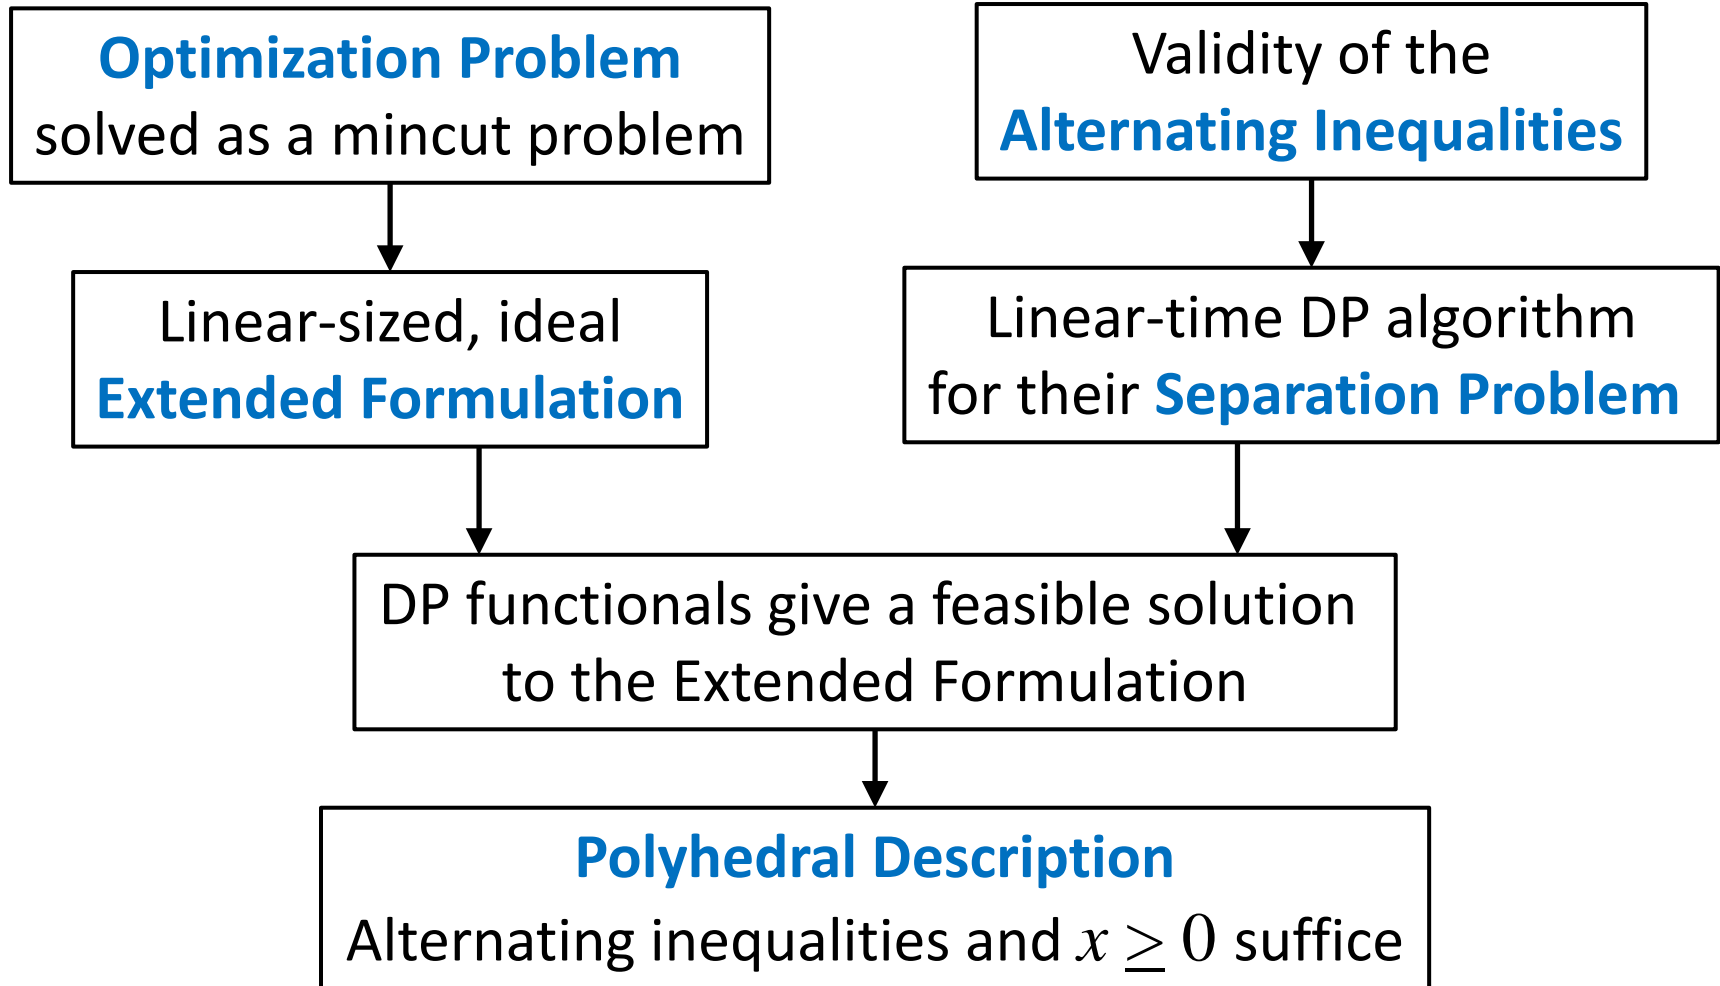 Optimization Problem
solved as a mincut problem
Validity of the
Alternating Inequalities
Linear-sized, ideal
Extended Formulation
Linear-time DP algorithm
for their Separation Problem
DP functionals give a feasible solution
to the Extended Formulation
Polyhedral Description
Alternating inequalities and x ≥ 0 suffice